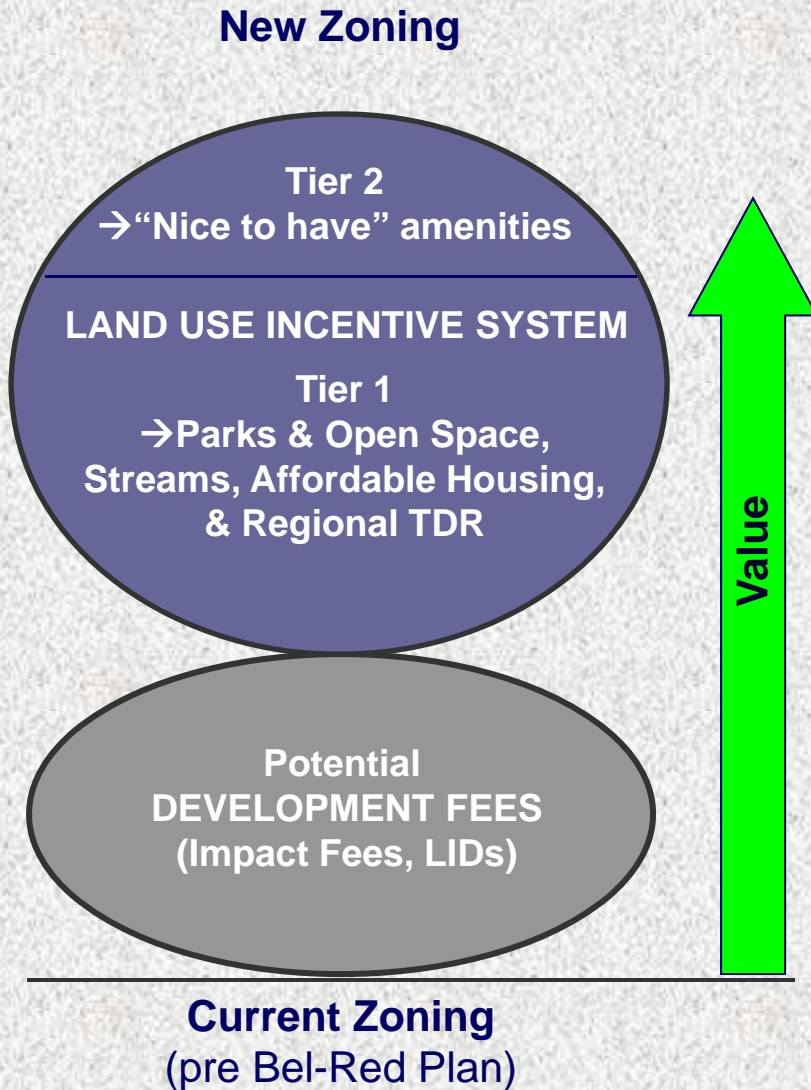 New Zoning
Tier 2
→“Nice to have” amenities
LAND USE INCENTIVE SYSTEM
Tier 1
→Parks & Open Space,
Streams, Affordable Housing,
& Regional TDR
Value
Potential
DEVELOPMENT FEES
(Impact Fees, LIDs)
Current Zoning
(pre Bel-Red Plan)